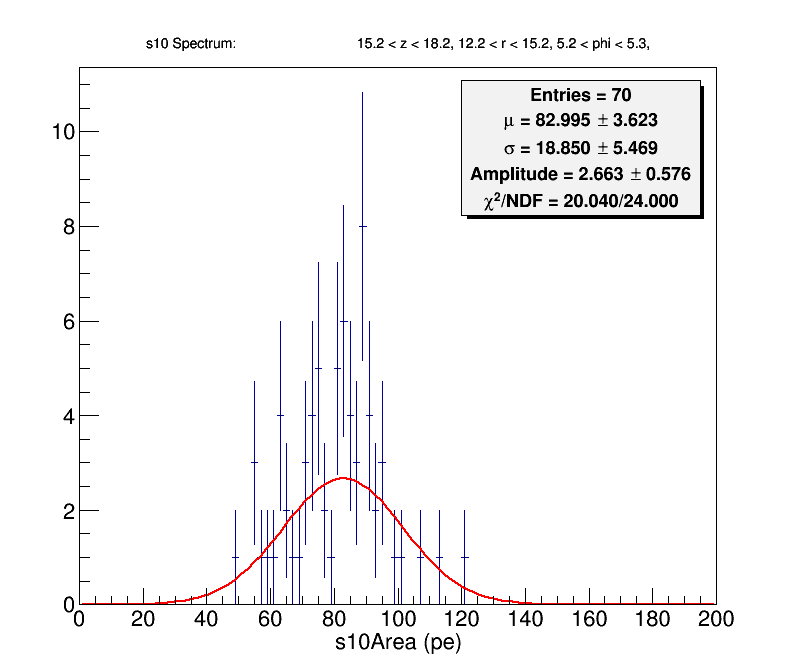 s10 Spectrum: 15.2 < z < 18.2, 12.2 < r < 15.2, 5.2 < phi < 5.3,
Entries = 70
μ = 82.995 ± 3.623
σ = 18.850 ± 5.469
Amplitude = 2.663 ± 0.576
χ²/NDF = 20.040/24.000
10
8
6
4
2
0
0 20 40 60 80 100 120 140 160 180 200
s10Area (pe)